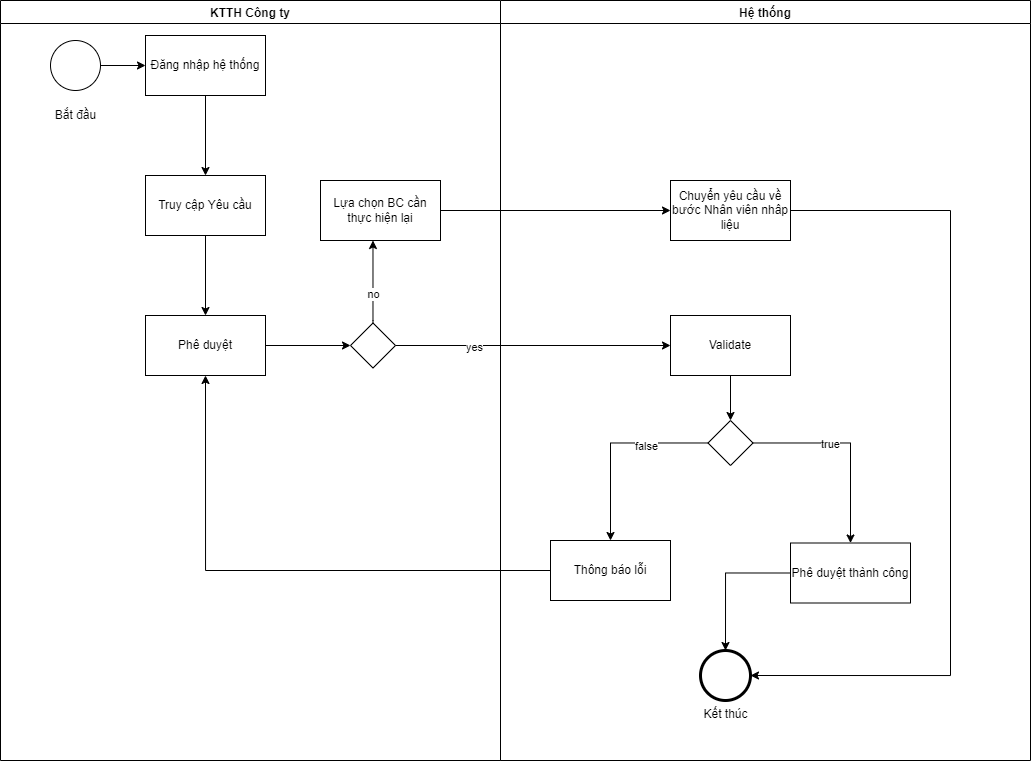 KTTH Công ty
Hệ thống
Đăng nhập hệ thống
Bắt đầu
Truy cập Yêu cầu
Lựa chọn BC cần
thực hiện lại
Chuyển yêu cầu về
bước Nhân viên nhâp
liệu
no
Phê duyệt
yes
Validate
false
true
Thông báo lỗi
Phê duyệt thành công
Kết thúc